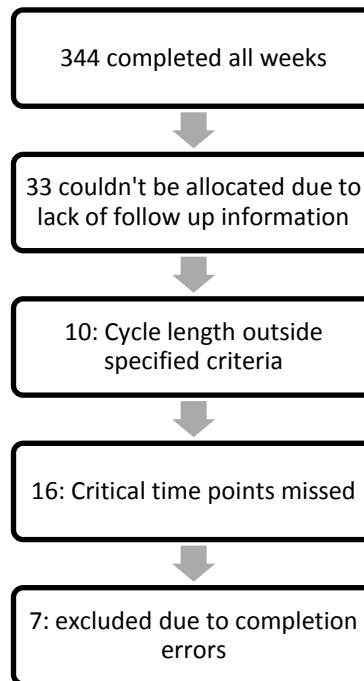 344 completed all weeks
33 couldn't be allocated due to
lack of follow up information
10: Cycle length outside
specified criteria
16: Critical time points missed
7: excluded due to completion
errors